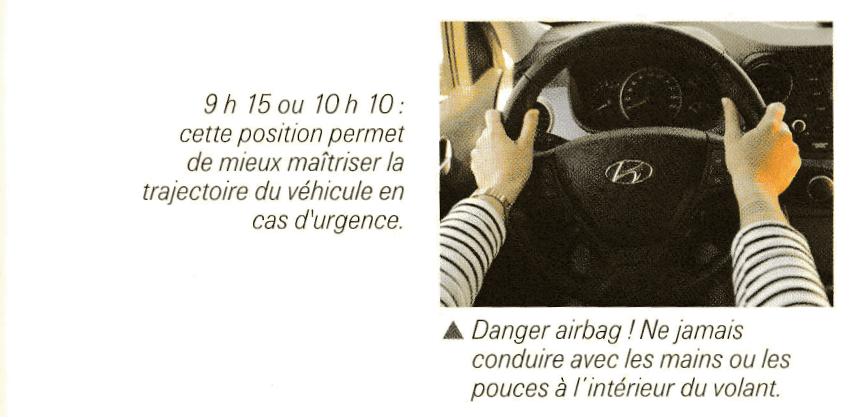 9 h 15 ou 10 h 10 :
cette position permet
de mieux maîtriser la
trajectoire du véhicule en
cas d'urgence.
▲ Danger airbag ! Ne jamais
conduire avec les mains ou les
pouces à l'intérieur du volant.